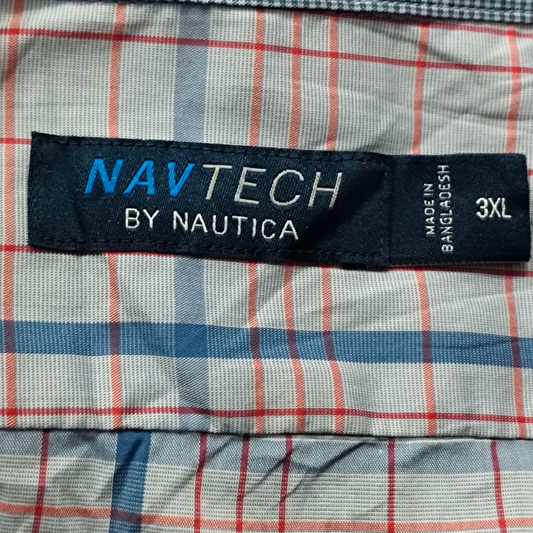 NAVTECH
BY NAUTICA
MADE IN
BANGLADESH
3XL